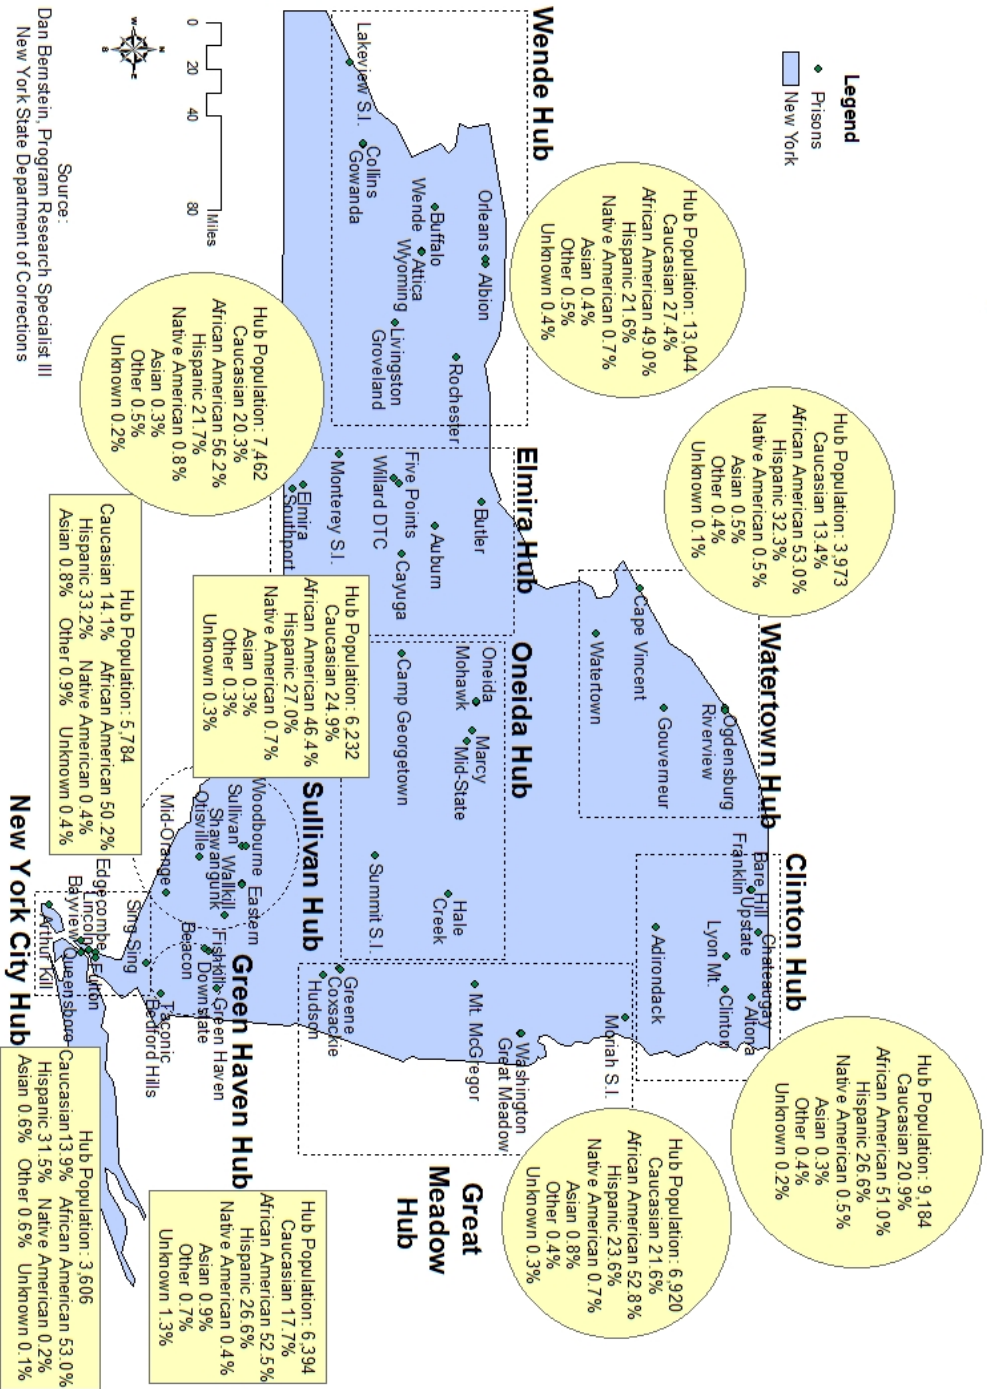 Legend
Prisons
New York
Wende Hub
Hub Population: 13,044
Caucasian 27.4%
African American 49.0%
Hispanic 21.6%
Native American 0.7%
Asian 0.4%
Other 0.5%
Unknown 0.4%
Lakeview S.I.
Collins
Gowanda
Orleans
Albion
Buffalo
Wende
Attica
Wyoming
Livingston
Groveland
Rochester
Elmira Hub
Hub Population: 7,462
Caucasian 20.3%
African American 56.2%
Hispanic 21.7%
Native American 0.8%
Asian 0.3%
Other 0.5%
Unknown 0.2%
Butler
Five Points
Willard DTC
Auburn
Cayuga
Monterey S.I.
Elmira
Southport
Watertown Hub
Hub Population: 3,973
Caucasian 13.4%
African American 53.0%
Hispanic 32.3%
Native American 0.5%
Asian 0.5%
Other 0.4%
Unknown 0.1%
Cape Vincent
Watertown
Gouverneur
Ogdensburg
Riverview
Oneida Hub
Hub Population: 6,232
Caucasian 24.9%
African American 46.4%
Hispanic 27.0%
Native American 0.7%
Asian 0.3%
Other 0.3%
Unknown 0.3%
Oneida
Mohawk
Marcy
Mid-State
Camp Georgetown
Hale
Creek
Summit S.I.
Clinton Hub
Hub Population: 9,184
Caucasian 20.9%
African American 51.0%
Hispanic 26.6%
Native American 0.5%
Asian 0.3%
Other 0.4%
Unknown 0.2%
Bare Hill
Franklin
Upstate
Chateaugay
Altona
Lyon Mt.
Clinton
Adirondack
Moriah S.I.
Great
Meadow
Hub
Hub Population: 6,920
Caucasian 21.6%
African American 52.8%
Hispanic 23.6%
Native American 0.7%
Asian 0.8%
Other 0.4%
Unknown 0.3%
Washington
Great Meadow
Mt. McGregor
Greene
Coxsackie
Hudson
Sullivan Hub
Hub Population: 5,784
Caucasian 14.1% African American 50.2%
Hispanic 33.2% Native American 0.4%
Asian 0.8% Other 0.9% Unknown 0.4%
Woodbourne
Sullivan
Eastern
Wallkill
Shawangunk
Otisville
Mid-Orange
Green Haven Hub
Hub Population: 6,394
Caucasian 17.7%
African American 52.5%
Hispanic 26.6%
Native American 0.4%
Asian 0.9%
Other 0.7%
Unknown 1.3%
Fishkill
Green Haven
Downstate
Beacon
Taconic
Bedford Hills
Sing Sing
New York City Hub
Hub Population: 3,606
Caucasian 13.9% African American 53.0%
Hispanic 31.5% Native American 0.2%
Asian 0.6% Other 0.6% Unknown 0.1%
Edgecombe
Fulton
Lincoln
Bayview
Queensboro
Arthur Kill
0 20 40 80
Miles
N
E
S
W
Source:
Dan Bernstein, Program Research Specialist III
New York State Department of Corrections